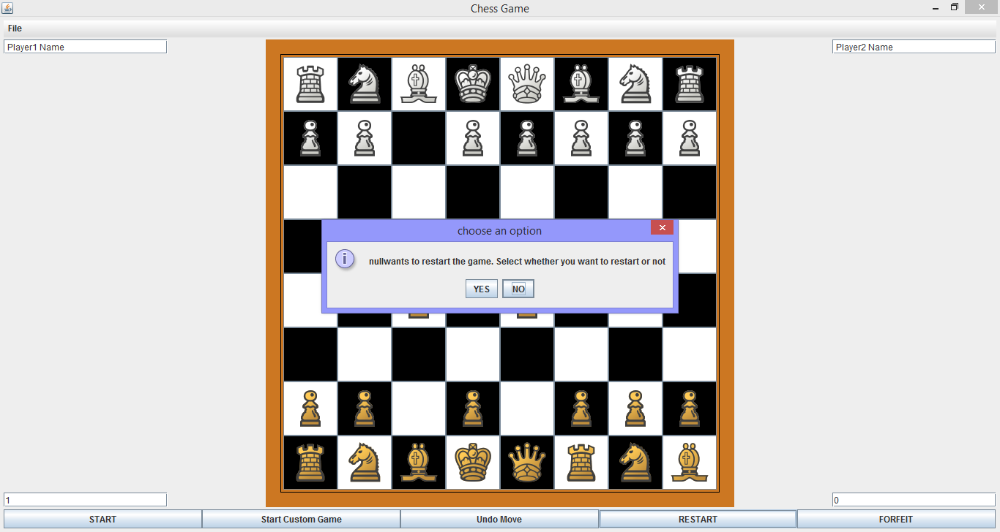 Chess Game
File
Player1 Name
Player2 Name
choose an option
nullwants to restart the game. Select whether you want to restart or not
YES
NO
1
0
START
Start Custom Game
Undo Move
RESTART
FORFEIT